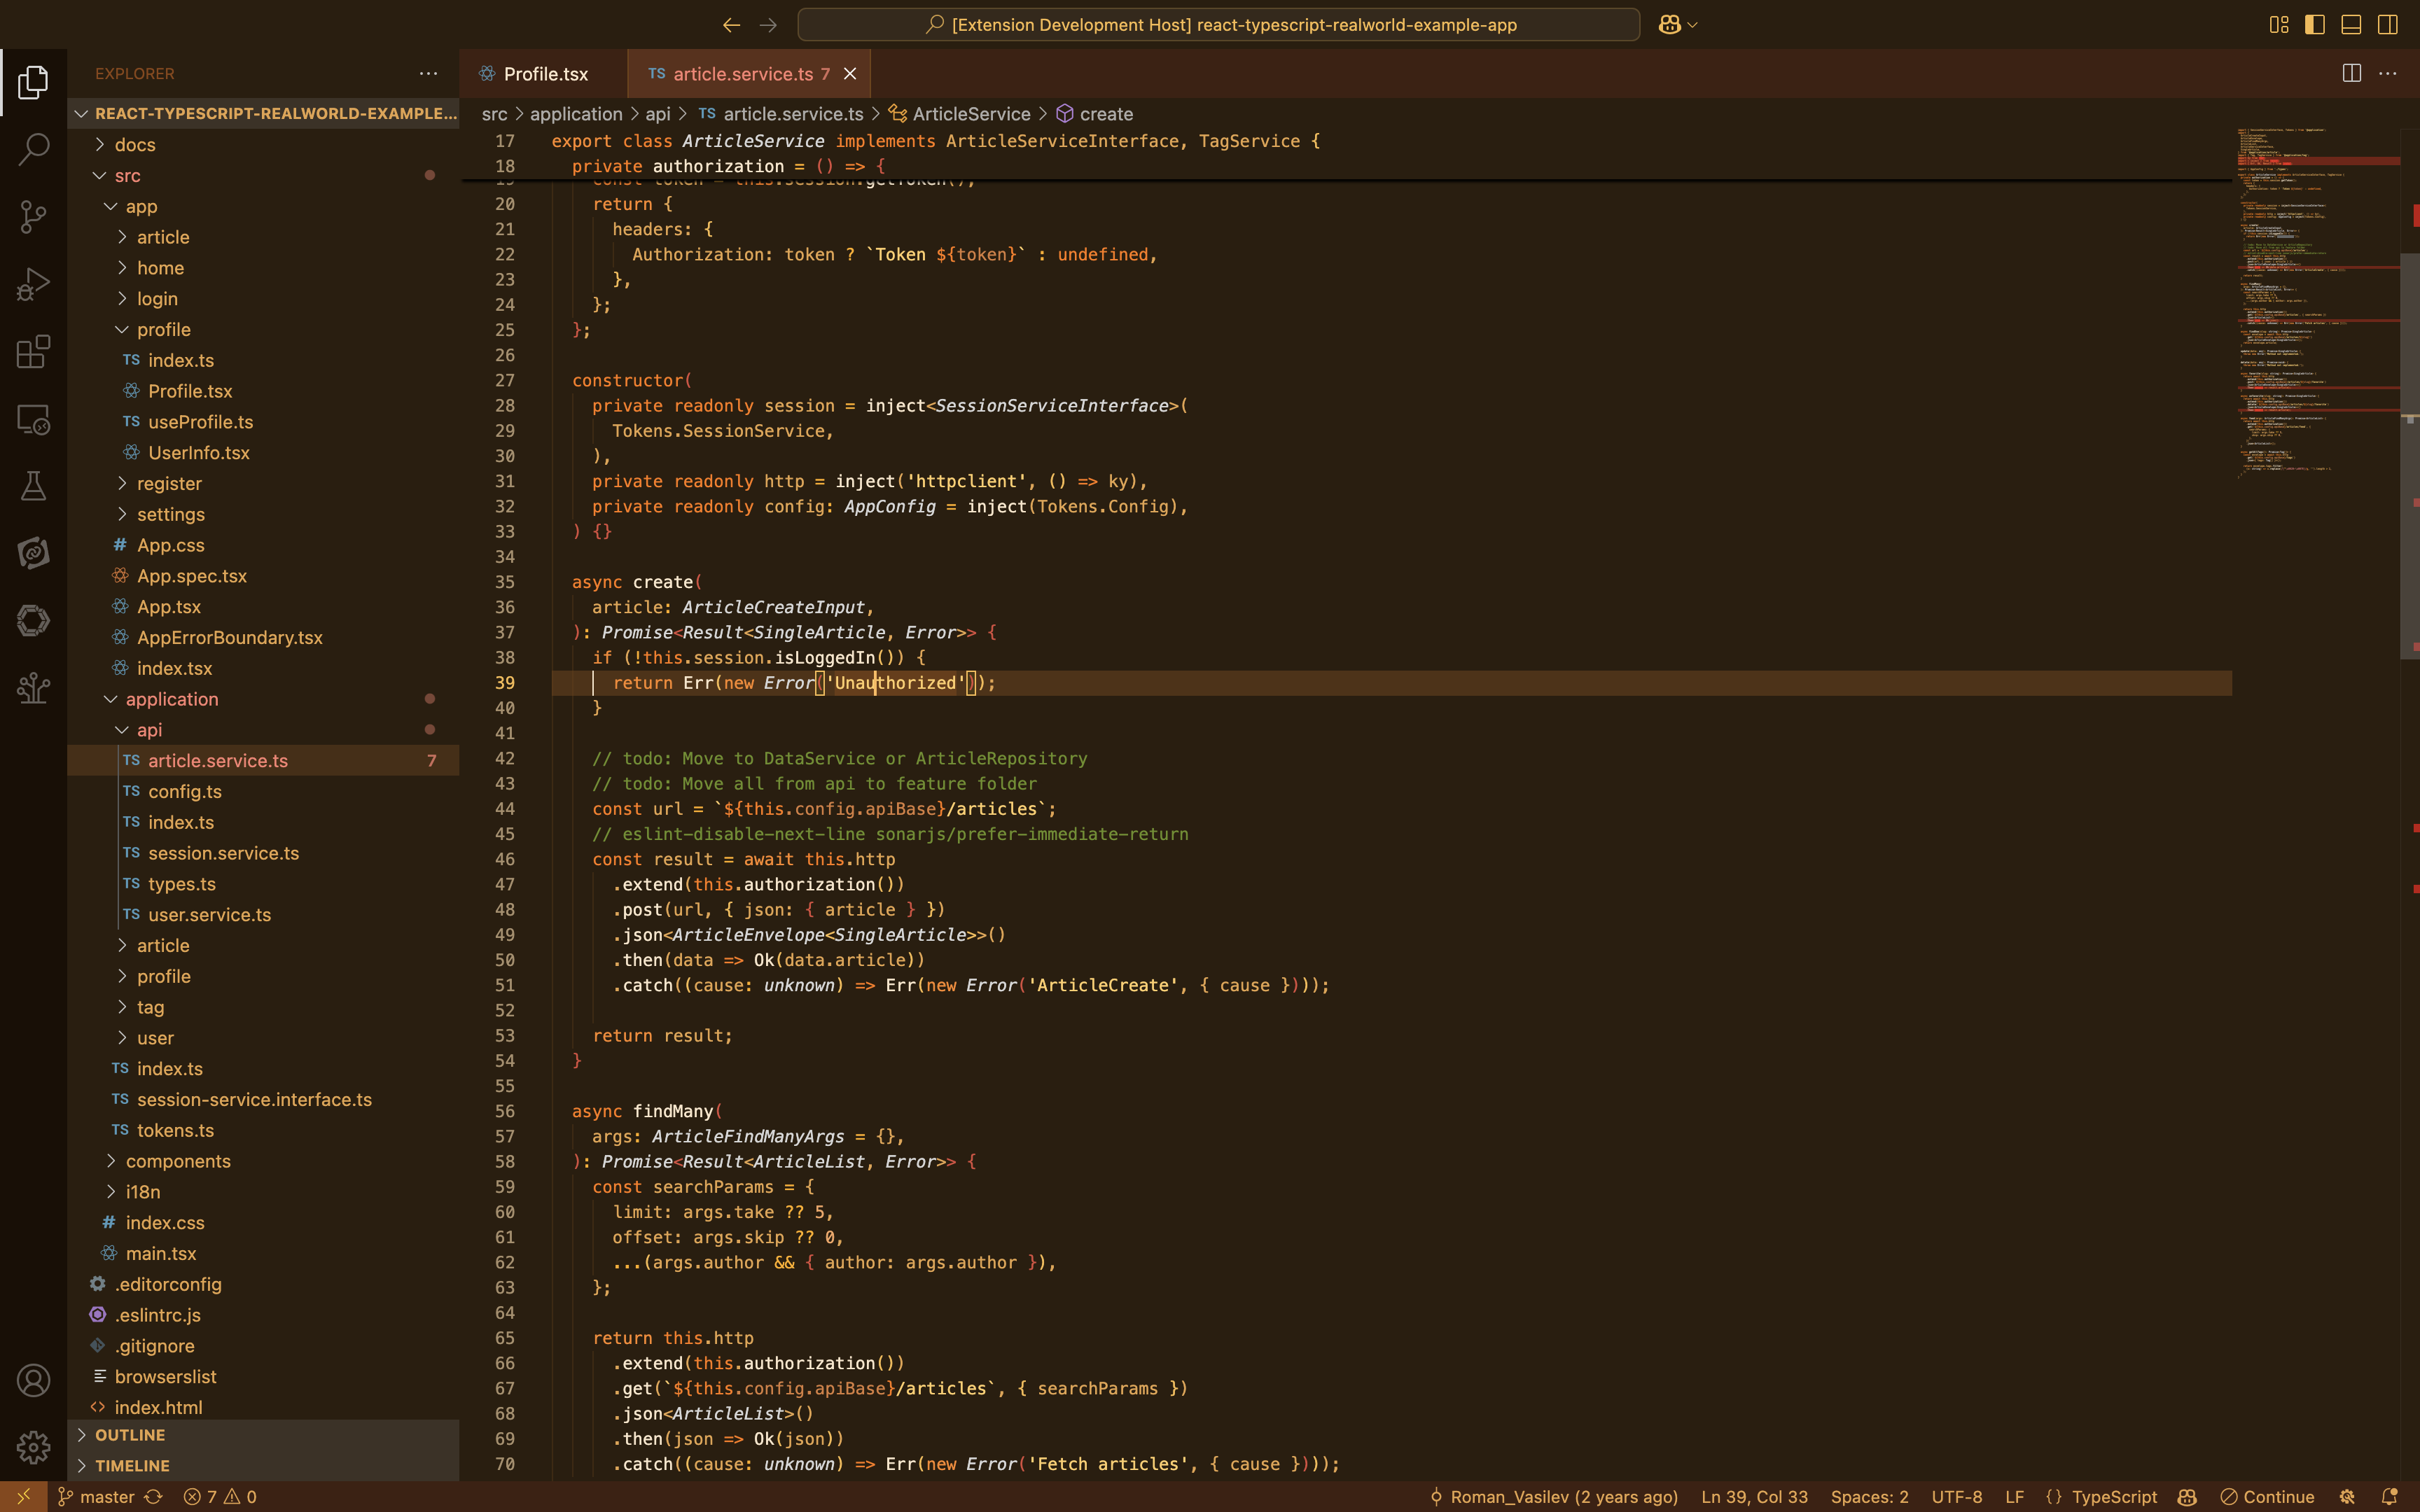 [Extension Development Host] react-typescript-realworld-example-app
EXPLORER
REACT-TYPESCRIPT-REALWORLD-EXAMPLE...
docs
src
app
article
home
login
profile
TS index.ts
Profile.tsx
TS useProfile.ts
UserInfo.tsx
register
settings
# App.css
App.spec.tsx
App.tsx
AppErrorBoundary.tsx
index.tsx
application
api
TS article.service.ts 7
TS config.ts
TS index.ts
TS session.service.ts
TS types.ts
TS user.service.ts
article
profile
tag
user
TS index.ts
TS session-service.interface.ts
TS tokens.ts
components
i18n
# index.css
main.tsx
.editorconfig
.eslintrc.js
.gitignore
browserslist
index.html
OUTLINE
TIMELINE
Profile.tsx
TS article.service.ts 7
src > application > api > TS article.service.ts > ArticleService > create
17 export class ArticleService implements ArticleServiceInterface, TagService {
18 private authorization = () => {
19 const token = this.session.getToken();
20 return {
21 headers: {
22 Authorization: token ? `Token ${token}` : undefined,
23 },
24 };
25 };
26
27 constructor(
28 private readonly session = inject<SessionServiceInterface>(
29 Tokens.SessionService,
30 ),
31 private readonly http = inject('httpclient', () => ky),
32 private readonly config: AppConfig = inject(Tokens.Config),
33 ) {}
34
35 async create(
36 article: ArticleCreateInput,
37 ): Promise<Result<SingleArticle, Error>> {
38 if (!this.session.isLoggedIn()) {
39 return Err(new Error('Unauthorized'));
40 }
41
42 // todo: Move to DataService or ArticleRepository
43 // todo: Move all from api to feature folder
44 const url = `${this.config.apiBase}/articles`;
45 // eslint-disable-next-line sonarjs/prefer-immediate-return
46 const result = await this.http
47 .extend(this.authorization())
48 .post(url, { json: { article } })
49 .json<ArticleEnvelope<SingleArticle>>()
50 .then(data => Ok(data.article))
51 .catch((cause: unknown) => Err(new Error('ArticleCreate', { cause })));
52
53 return result;
54 }
55
56 async findMany(
57 args: ArticleFindManyArgs = {},
58 ): Promise<Result<ArticleList, Error>> {
59 const searchParams = {
60 limit: args.take ?? 5,
61 offset: args.skip ?? 0,
62 ...(args.author && { author: args.author }),
63 };
64
65 return this.http
66 .extend(this.authorization())
67 .get(`${this.config.apiBase}/articles`, { searchParams })
68 .json<ArticleList>()
69 .then(json => Ok(json))
70 .catch((cause: unknown) => Err(new Error('Fetch articles', { cause })));
master 7 0 Roman_Vasilev (2 years ago) Ln 39, Col 33 Spaces: 2 UTF-8 LF {} TypeScript Continue